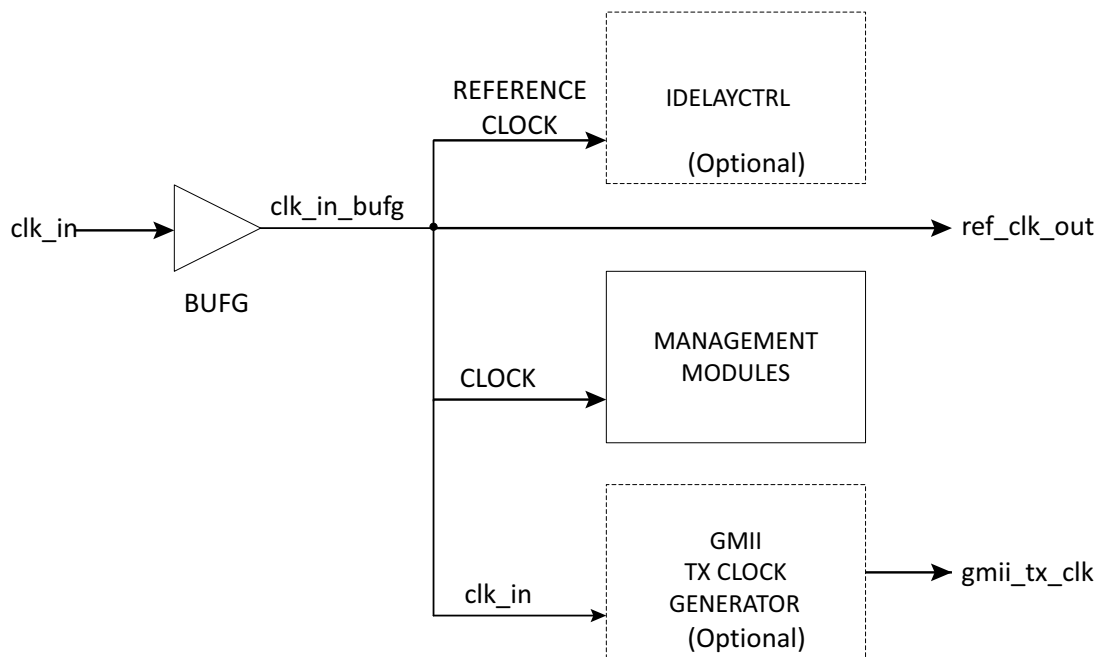 REFERENCE
CLOCK
IDELAYCTRL
(Optional)
clk_in
clk_in_bufg
BUFG
ref_clk_out
MANAGEMENT
MODULES
CLOCK
GMII
TX CLOCK
GENERATOR
(Optional)
clk_in
gmii_tx_clk